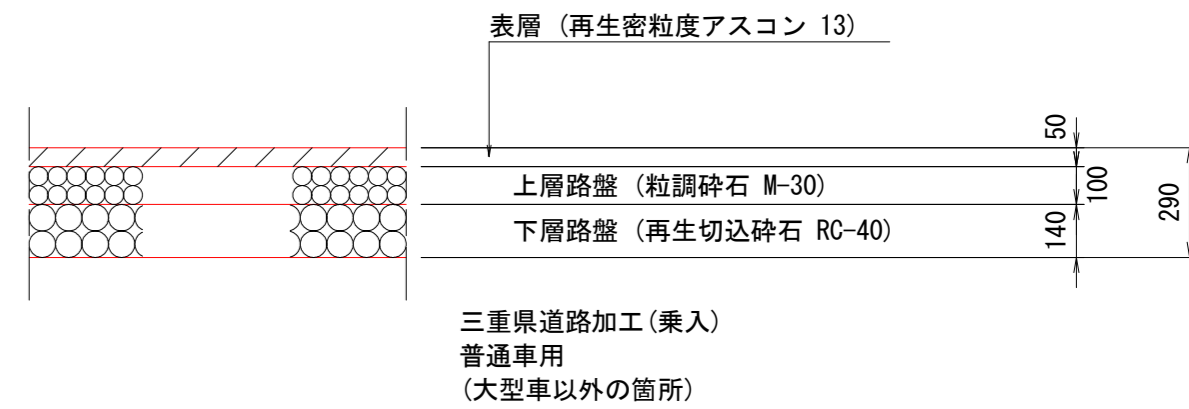 表層 (再生密粒度アスコン 13)
50
上層路盤 (粒調砕石 M-30)
100
290
下層路盤 (再生切込砕石 RC-40)
140
三重県道路加工(乗入)
普通車用
(大型車以外の箇所)